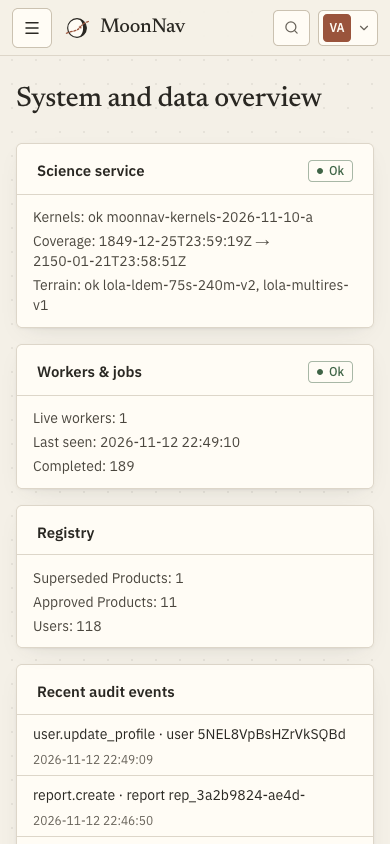 MoonNav
VA
System and data overview
Science service
Ok
Kernels: ok moonnav-kernels-2026-11-10-a
Coverage: 1849-12-25T23:59:19Z →
2150-01-21T23:58:51Z
Terrain: ok lola-ldem-75s-240m-v2, lola-multires-
v1
Workers & jobs
Ok
Live workers: 1
Last seen: 2026-11-12 22:49:10
Completed: 189
Registry
Superseded Products: 1
Approved Products: 11
Users: 118
Recent audit events
user.update_profile · user 5NEL8VpBsHZrVkSQBd
2026-11-12 22:49:09
report.create · report rep_3a2b9824-ae4d-
2026-11-12 22:46:50